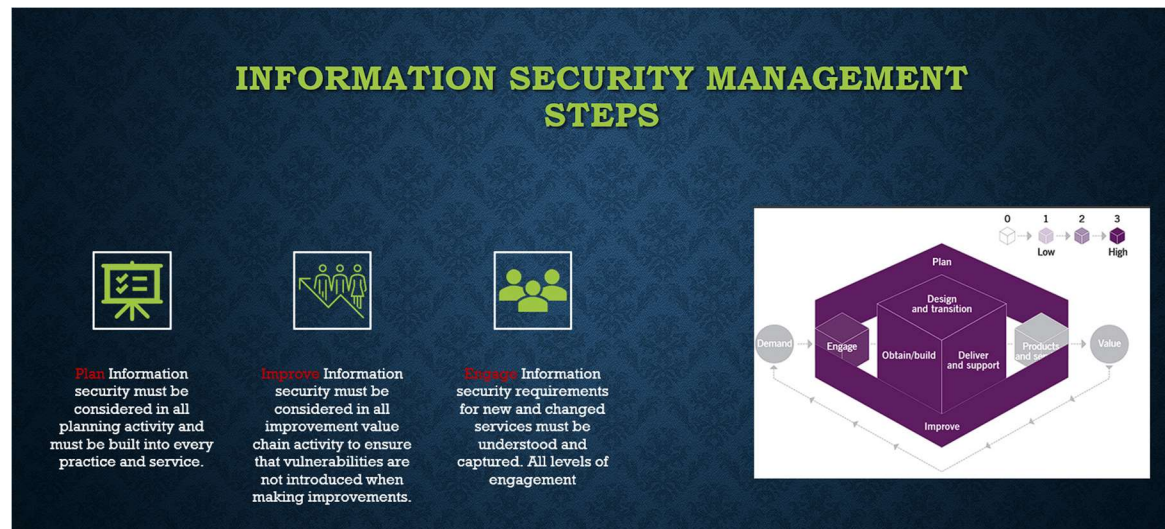 INFORMATION SECURITY MANAGEMENT
STEPS
Plan Information
security must be
considered in all
planning activity and
must be built into every
practice and service.
Improve Information
security must be
considered in all
improvement value
chain activity to ensure
that vulnerabilities are
not introduced when
making improvements.
Engage Information
security requirements
for new and changed
services must be
understood and
captured. All levels of
engagement
0 1 2 3
Low High
Plan
Design
and transition
Demand
Engage
Obtain/build
Deliver
and support
Products
and
Value
Improve